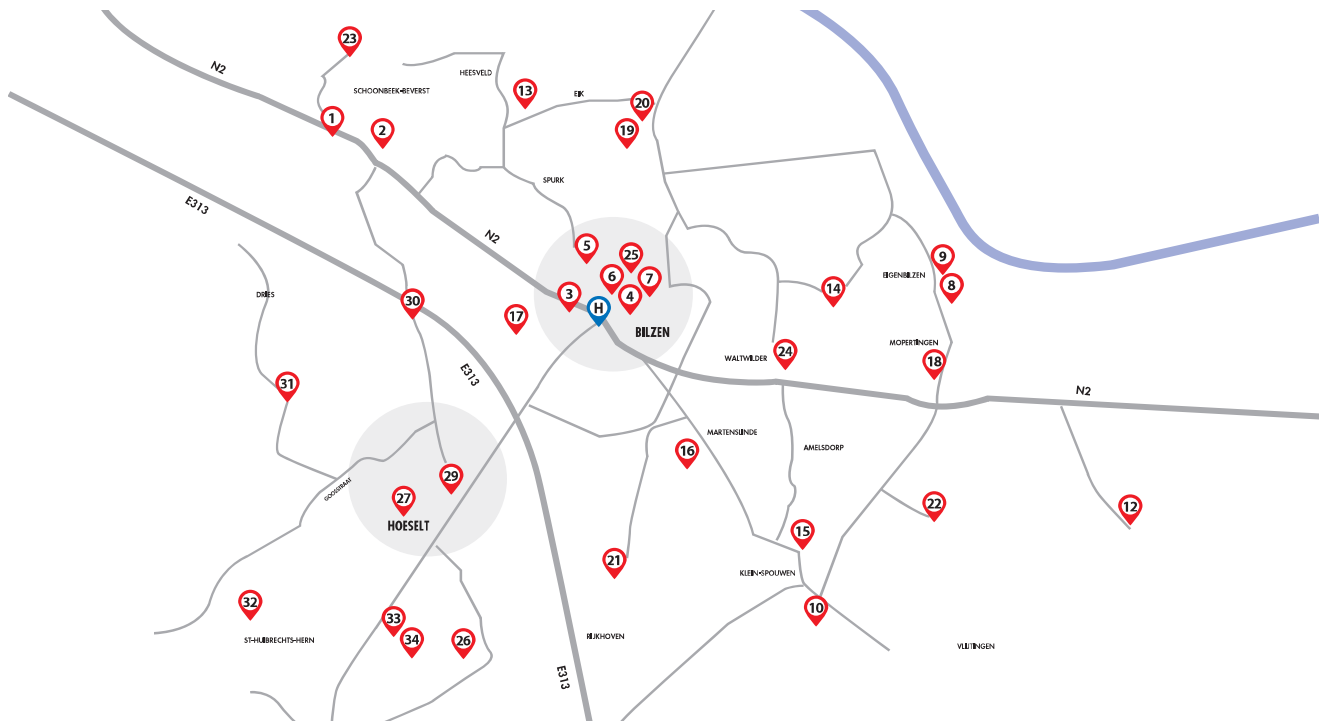 23
N2
HEESVELD
SCHOONBEEK-BEVERST
13
EIK
20
1
2
19
SPURK
E313
N2
5
25
9
6
7
EIGENBILZEN
8
DRIES
3
4
14
30
H
17
BILZEN
MOPERTINGEN
24
WALTWILDER
18
E313
31
N2
MARTENSLINDE
AMELSDORP
16
29
GOOSSTRAAT
27
HOESELT
22
12
15
21
KLEIN-SPOUWEN
32
10
33
ST-HUIBRECHTS-HERN
34
26
RIJKHOVEN
VLIJTINGEN
E313